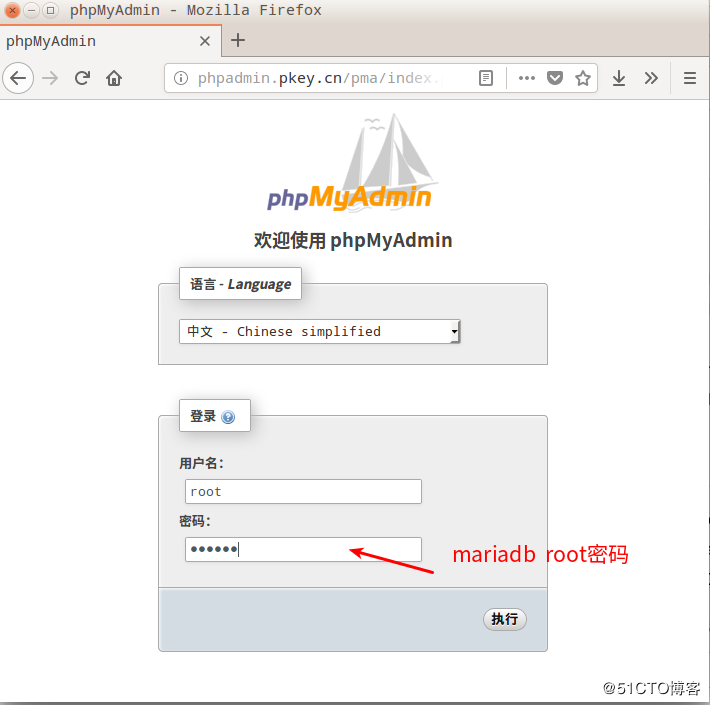 phpMyAdmin - Mozilla Firefox
phpMyAdmin
phpadmin.pkey.cn/pma/index.
phpMyAdmin
欢迎使用 phpMyAdmin
语言 - Language
中文 - Chinese simplified
登录
用户名：
root
密码：
••••••
mariadb root密码
执行
@51CTO博客